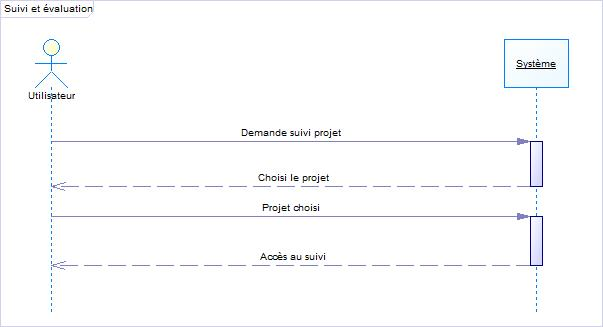 Suivi et évaluation
Utilisateur
Système
Demande suivi projet
Choisi le projet
Projet choisi
Accès au suivi